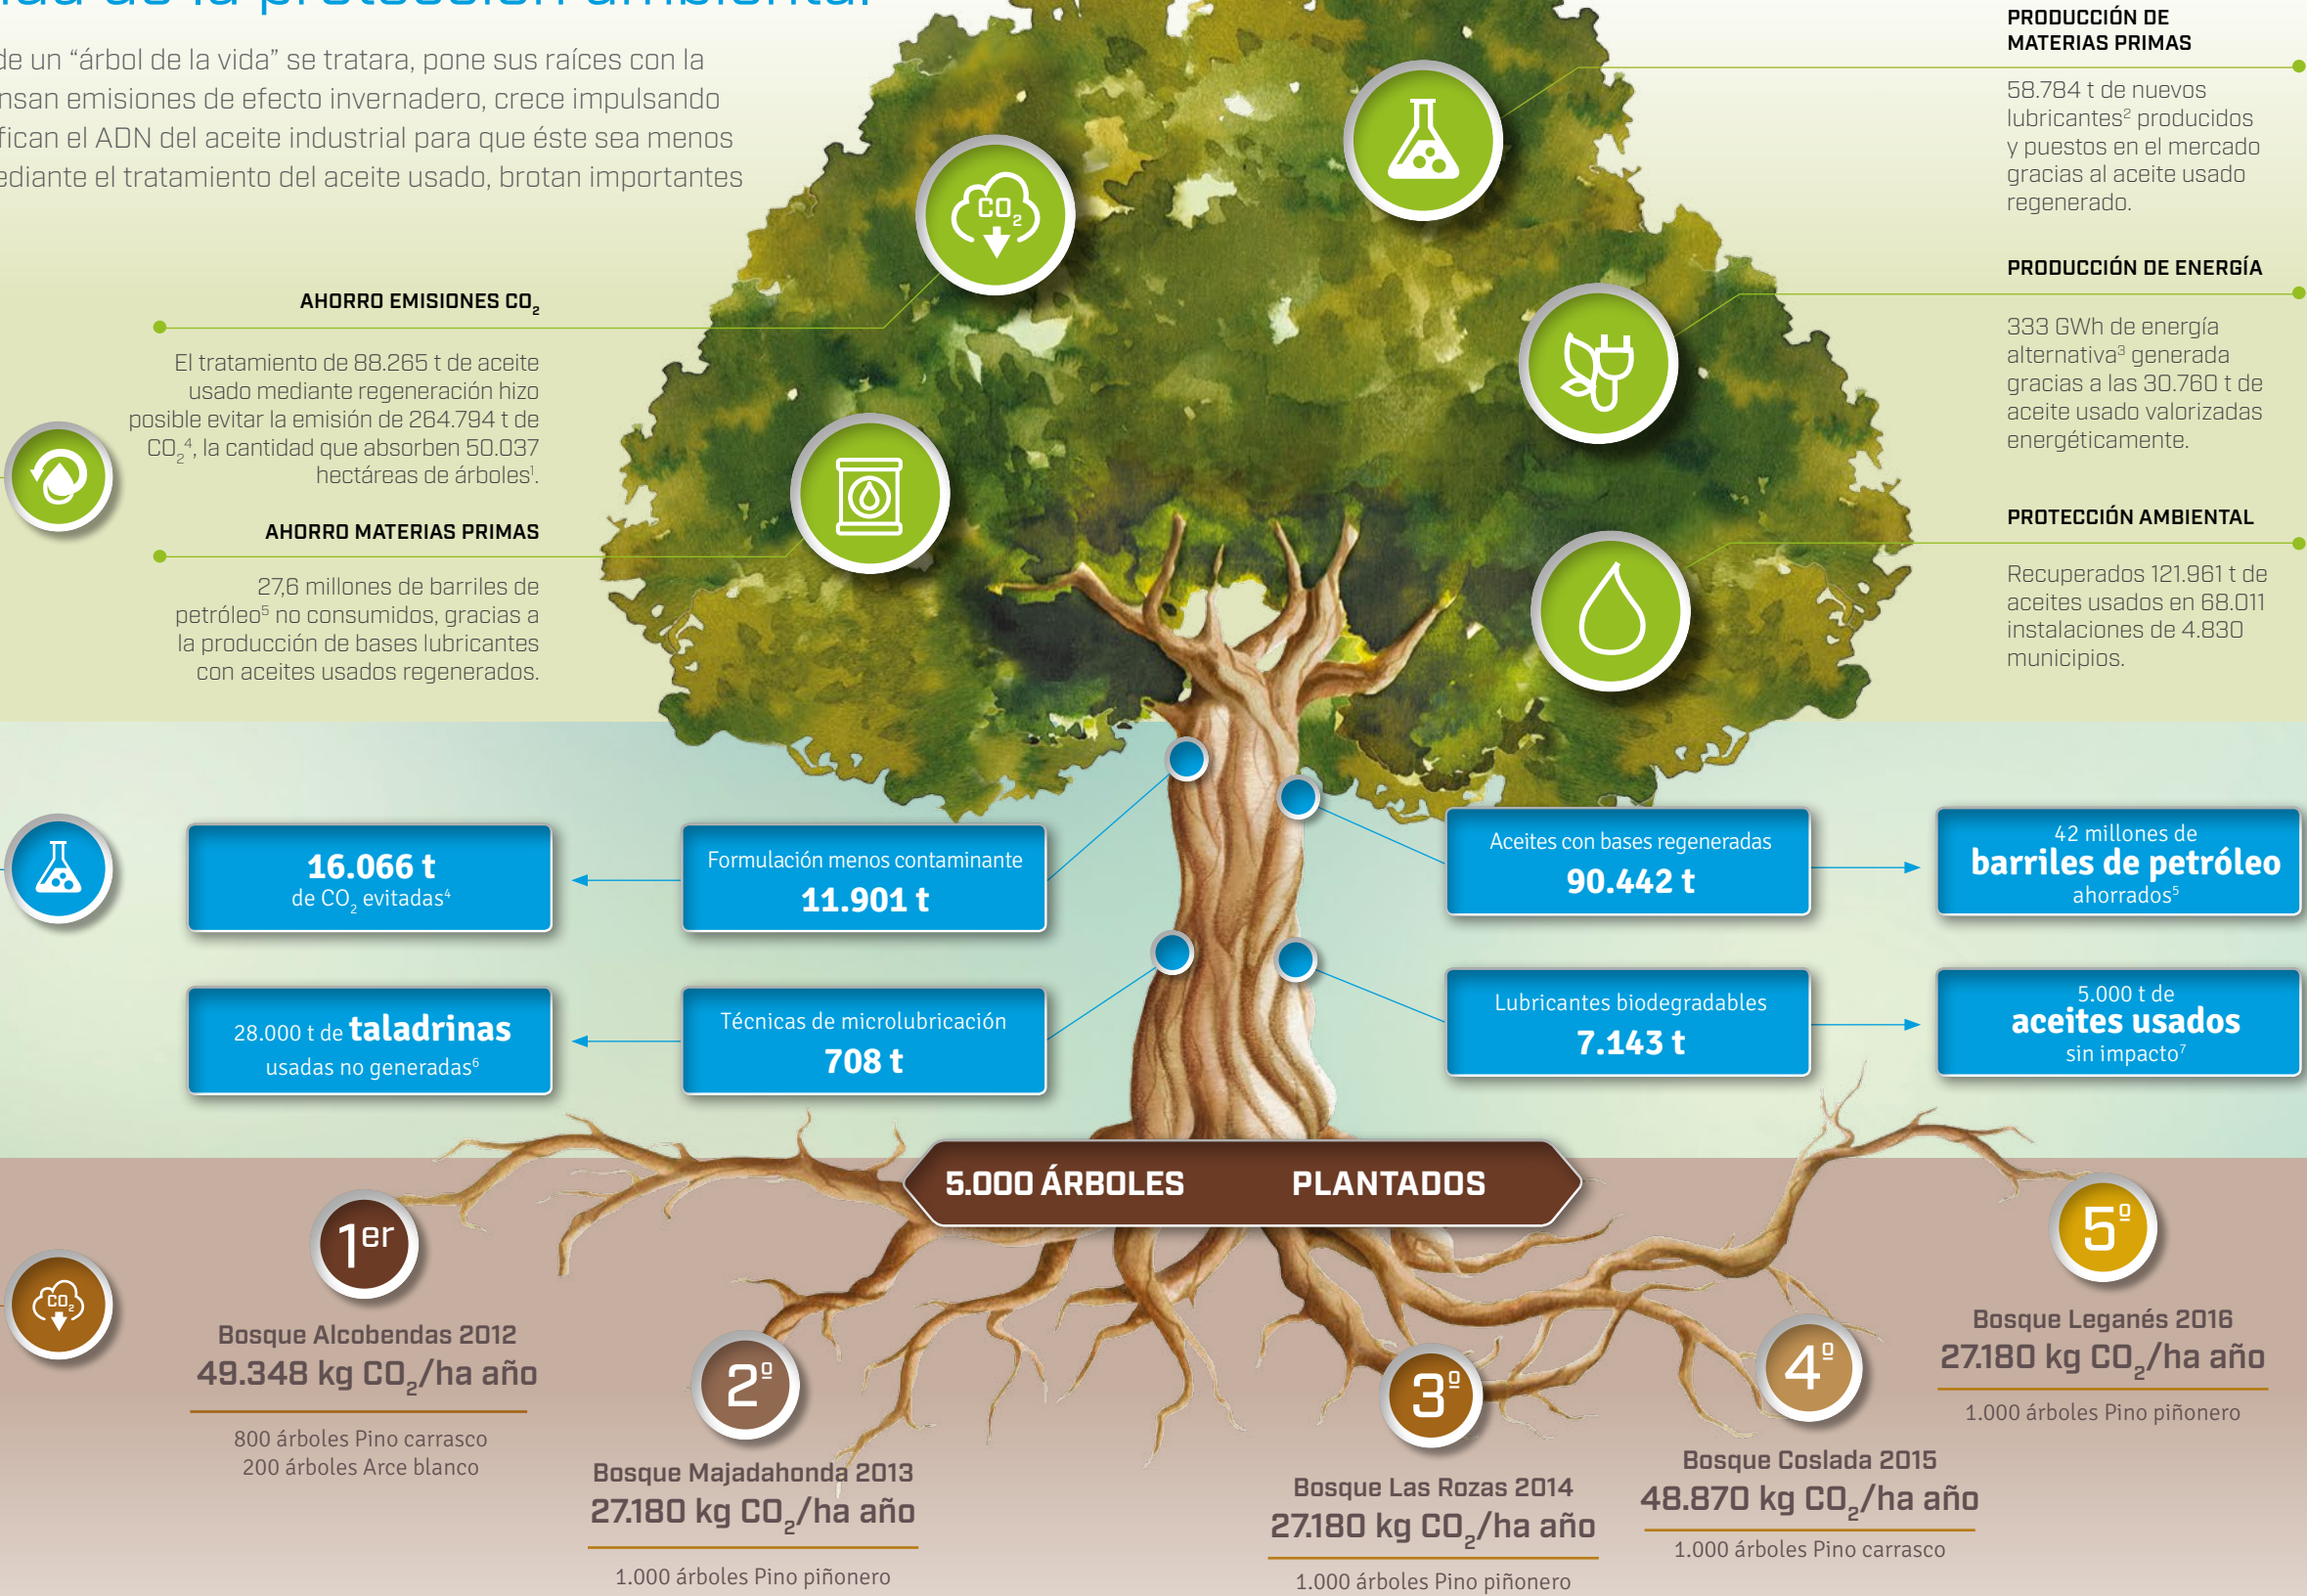 de la protección ambiental
de un “árbol de la vida” se tratara, pone sus raíces con la
emisiones de efecto invernadero, crece impulsando
el ADN del aceite industrial para que éste sea menos
el tratamiento del aceite usado, brotan importantes
AHORRO EMISIONES CO₂
El tratamiento de 88.265 t de aceite
usado mediante regeneración hizo
posible evitar la emisión de 264.794 t de
CO₂⁴, la cantidad que absorben 50.037
hectáreas de árboles¹.
AHORRO MATERIAS PRIMAS
27,6 millones de barriles de
petróleo⁵ no consumidos, gracias a
la producción de bases lubricantes
con aceites usados regenerados.
CO₂
PRODUCCIÓN DE
MATERIAS PRIMAS
58.784 t de nuevos
lubricantes² producidos
y puestos en el mercado
gracias al aceite usado
regenerado.
PRODUCCIÓN DE ENERGÍA
333 GWh de energía
alternativa³ generada
gracias a las 30.760 t de
aceite usado valorizadas
energéticamente.
PROTECCIÓN AMBIENTAL
Recuperados 121.961 t de
aceites usados en 68.011
instalaciones de 4.830
municipios.
16.066 t
de CO₂ evitadas⁴
Formulación menos contaminante
11.901 t
Aceites con bases regeneradas
90.442 t
42 millones de
barriles de petróleo
ahorrados⁵
28.000 t de taladrinas
usadas no generadas⁶
Técnicas de microlubricación
708 t
Lubricantes biodegradables
7.143 t
5.000 t de
aceites usados
sin impacto⁷
5.000 ÁRBOLES PLANTADOS
CO₂
1er
Bosque Alcobendas 2012
49.348 kg CO₂/ha año
800 árboles Pino carrasco
200 árboles Arce blanco
2º
Bosque Majadahonda 2013
27.180 kg CO₂/ha año
1.000 árboles Pino piñonero
3º
Bosque Las Rozas 2014
27.180 kg CO₂/ha año
1.000 árboles Pino piñonero
4º
Bosque Coslada 2015
48.870 kg CO₂/ha año
1.000 árboles Pino carrasco
5º
Bosque Leganés 2016
27.180 kg CO₂/ha año
1.000 árboles Pino piñonero